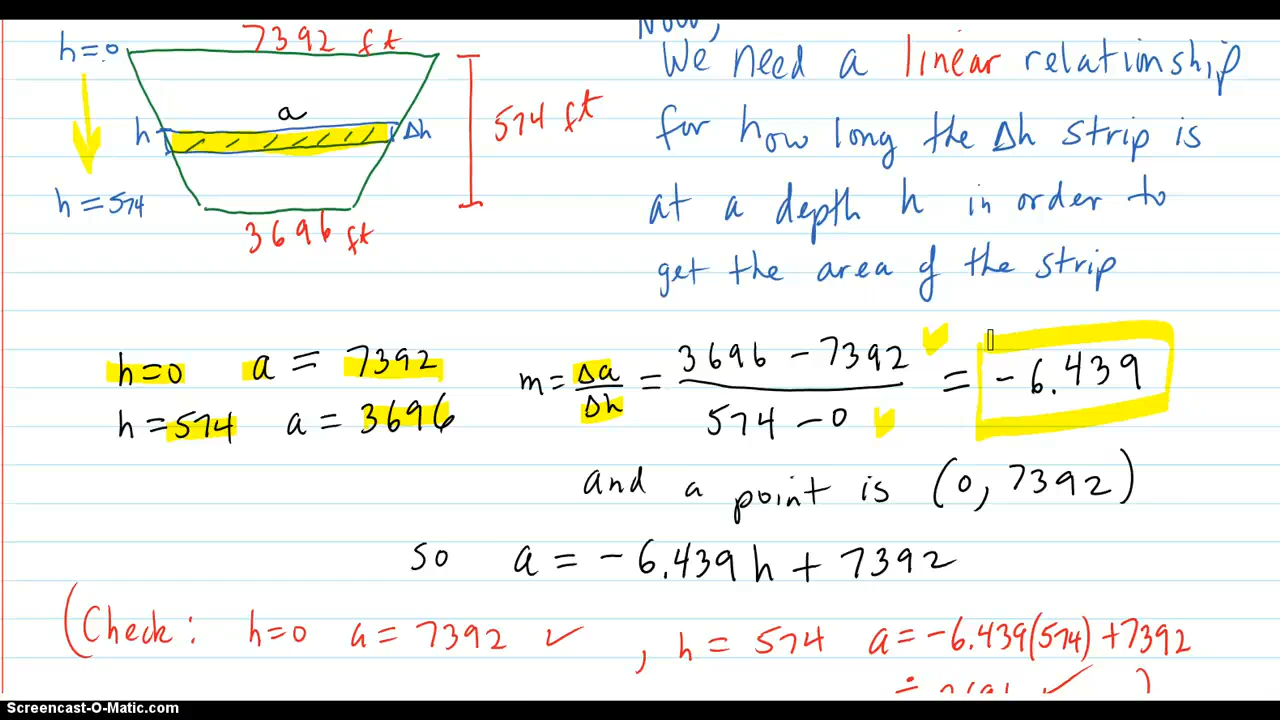 7392 ft
h=0
Now,
We need a linear relationship
for how long the Δh strip is
at a depth h in order to
get the area of the strip
a
h
Δh
574 ft
h=574
3696 ft
h=0 a = 7392
h=574 a = 3696
m = Δa/Δh = 3696 - 7392 / 574 - 0 = -6.439
and a point is (0, 7392)
so a = -6.439h + 7392
(Check: h=0 a=7392 ✓, h = 574 a=-6.439(574)+7392
Screencast-O-Matic.com